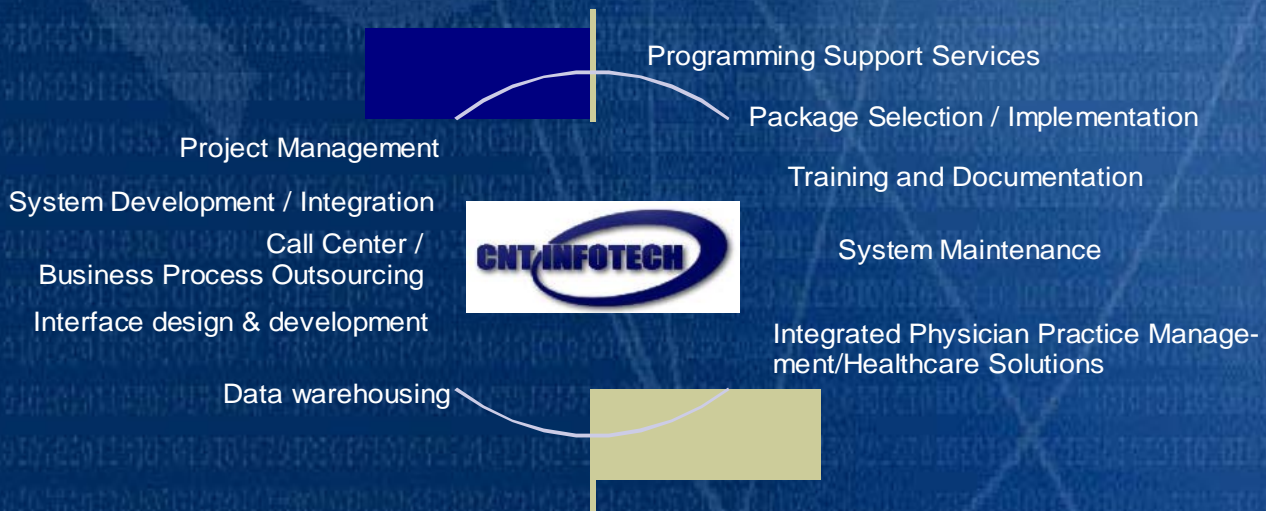 Programming Support Services
Package Selection / Implementation
Training and Documentation
System Maintenance
Integrated Physician Practice Manage-
ment/Healthcare Solutions
Project Management
System Development / Integration
Call Center /
Business Process Outsourcing
Interface design & development
Data warehousing
CNT INFOTECH